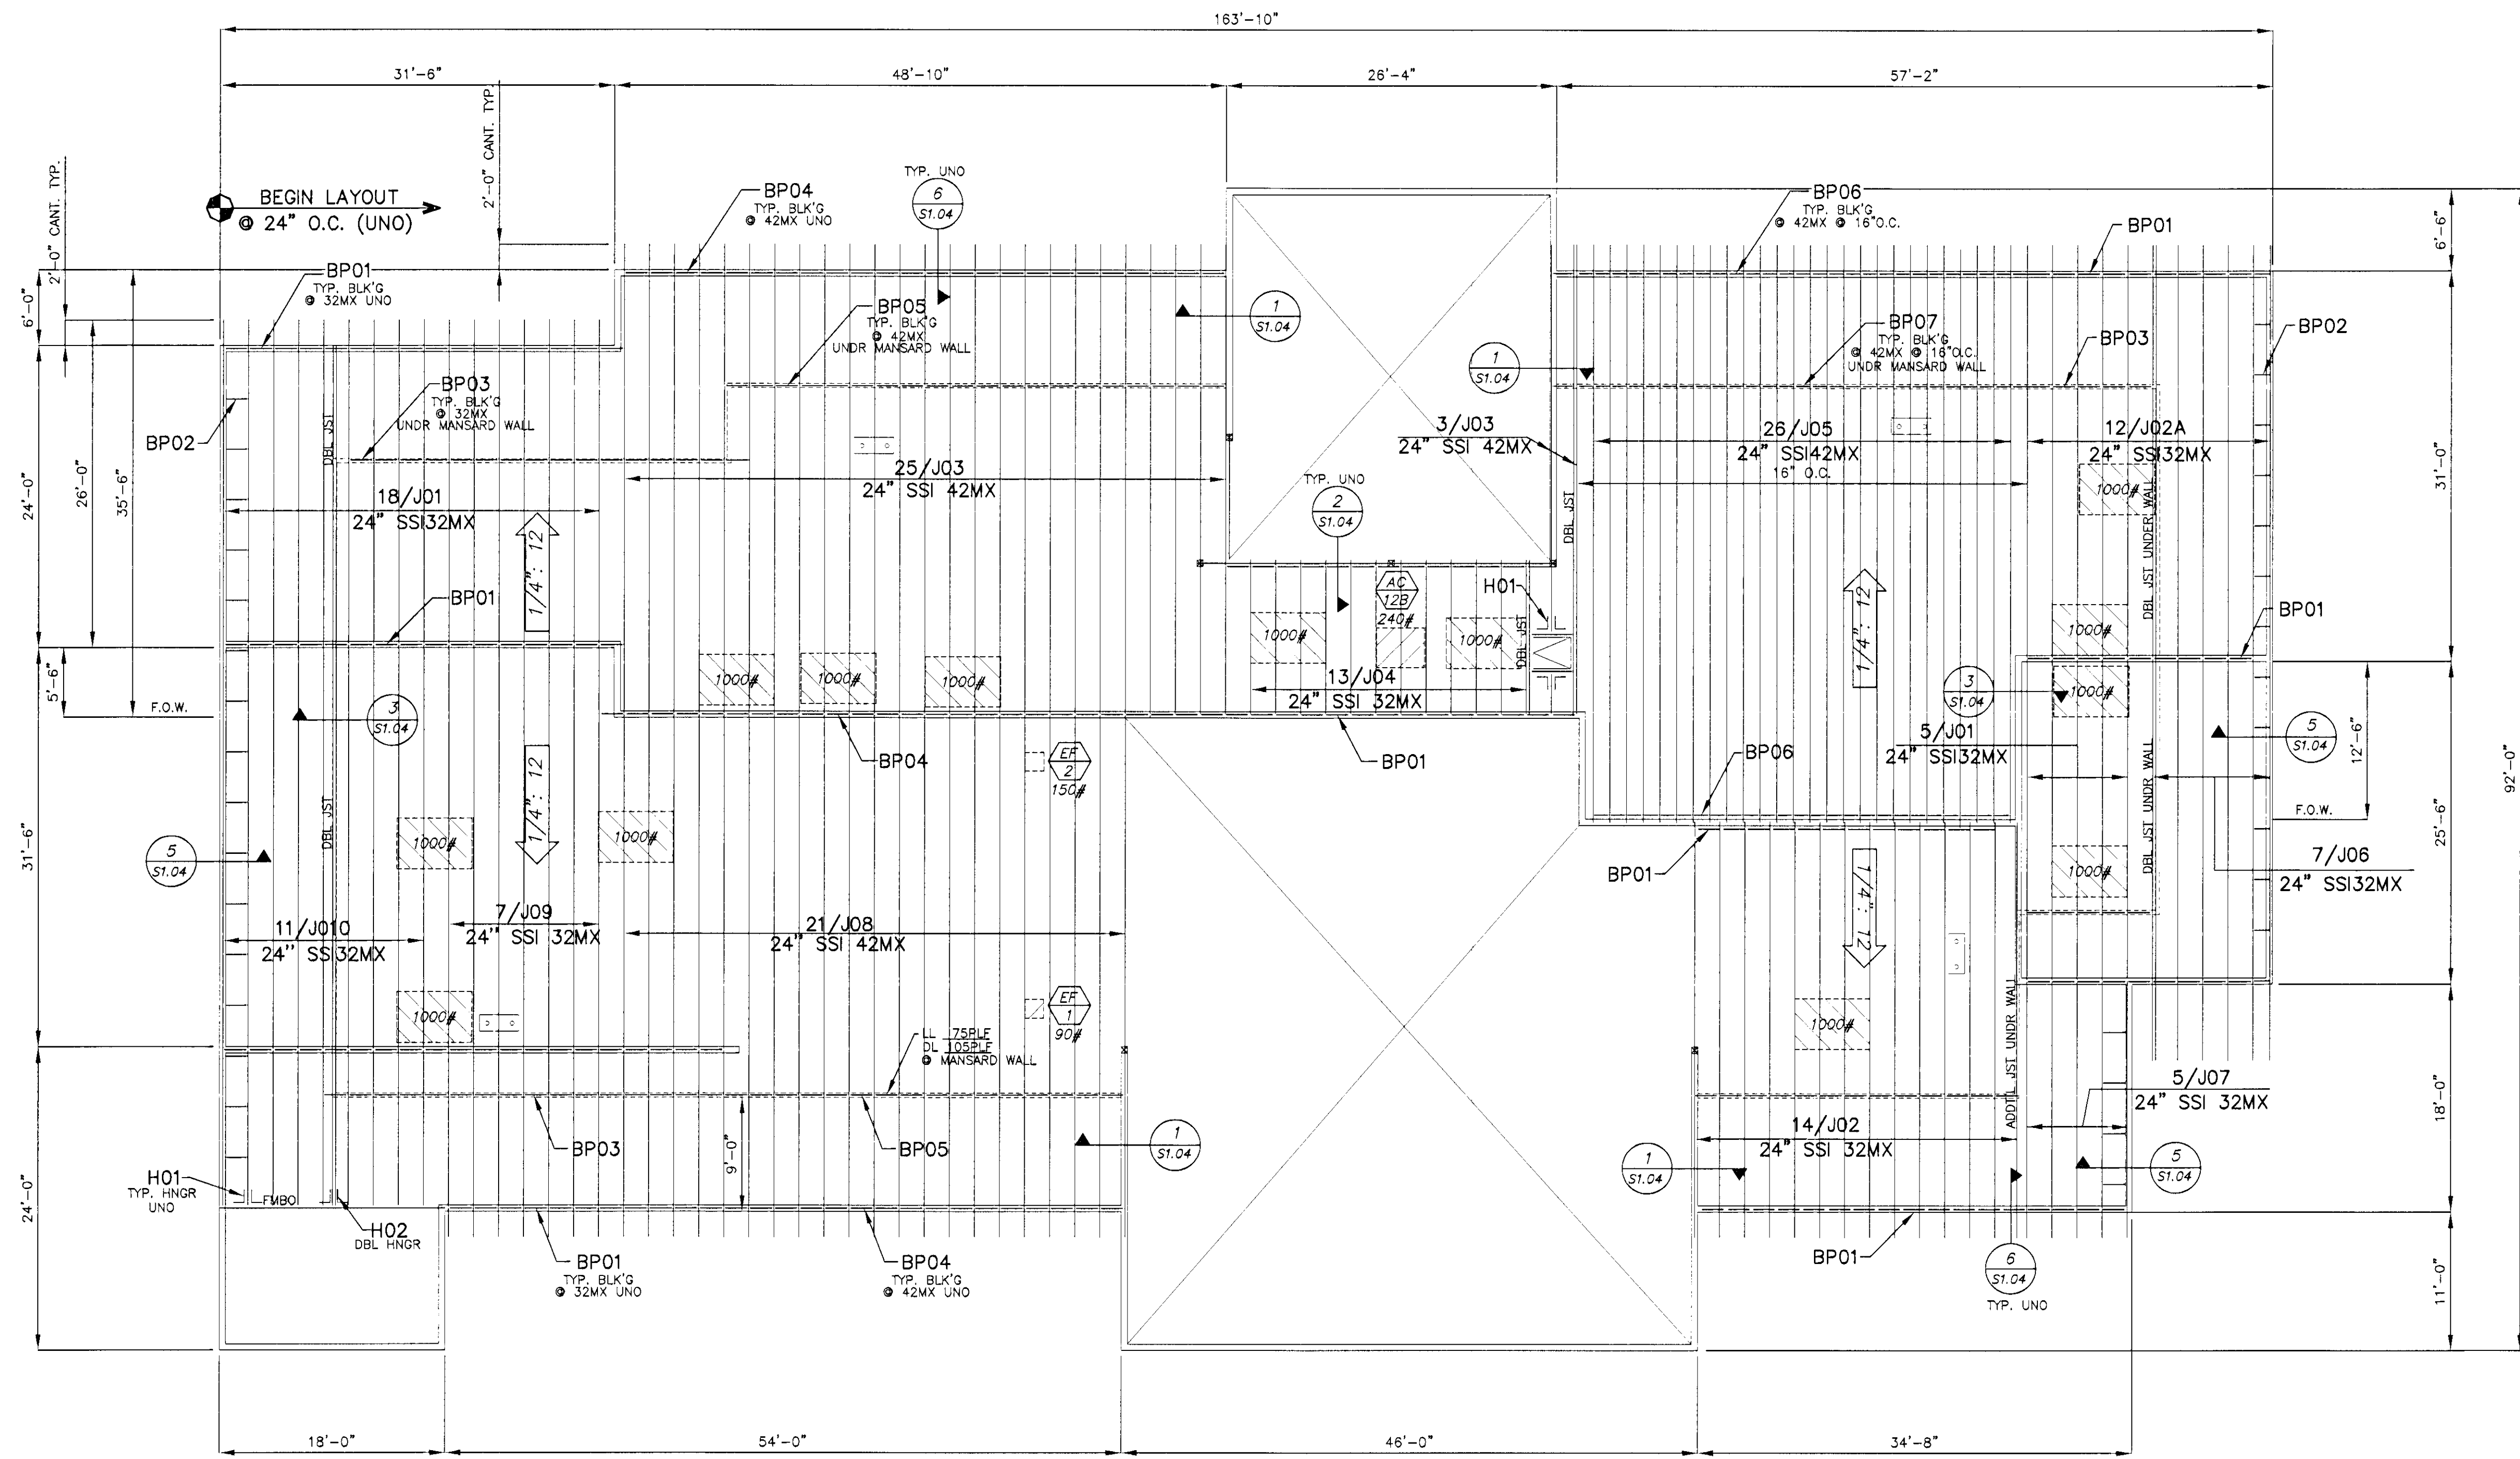 163'-10"
31'-6"
48'-10"
26'-4"
57'-2"
2'-0" CANT. TYP.
2'-0" CANT. TYP.
BEGIN LAYOUT
@ 24" O.C. (UNO)
BP04
TYP. BLK'G
@ 42MX UNO
TYP. UNO
6
S1.04
BP06
TYP. BLK'G
@ 42MX @ 16"O.C.
BP01
6'-6"
BP01
TYP. BLK'G
@ 32MX UNO
6'-0"
BP05
TYP. BLK'G
@ 42MX
UNDR MANSARD WALL
1
S1.04
1
S1.04
BP07
TYP. BLK'G
@ 42MX @ 16"O.C.
UNDR MANSARD WALL
BP03
BP02
BP03
TYP. BLK'G
@ 32MX
UNDR MANSARD WALL
BP02
DBL JST
24'-0"
26'-0"
35'-6"
18/J01
24" SSI32MX
25/J03
24" SSI 42MX
3/J03
24" SSI 42MX
26/J05
24" SSI42MX
16" O.C.
12/J02A
24" SSI32MX
31'-0"
1000#
DBL JST
DBL JST UNDER WALL
TYP. UNO
2
S1.04
1/4": 12
BP01
AC
12B
240#
H01
1000#
1000#
DBL JST
1/4": 12
1000#
BP01
5'-6"
F.O.W.
1000#
1000#
1000#
13/J04
24" SSI 32MX
3
S1.04
1000#
3
S1.04
5/J01
24" SSI32MX
5
S1.04
12'-6"
92'-0"
BP04
BP01
BP06
EF
2
150#
1/4": 12
DBL JST
DBL JST UNDR WALL
F.O.W.
31'-6"
5
S1.04
1000#
1000#
BP01
1/4": 12
1000#
7/J06
24" SSI32MX
25'-6"
11/J010
24" SSI32MX
7/J09
24" SSI 32MX
21/J08
24" SSI 42MX
1000#
EF
1
90#
LL 175PLF
DL 105PLF
@ MANSARD WALL
1000#
ADDT'L JST UNDR WALL
5/J07
24" SSI 32MX
18'-0"
BP03
9'-0"
BP05
1
S1.04
14/J02
24" SSI 32MX
1
S1.04
5
S1.04
H01
TYP. HNGR
UNO
FMBO
24'-0"
H02
DBL HNGR
BP01
TYP. BLK'G
@ 32MX UNO
BP04
TYP. BLK'G
@ 42MX UNO
BP01
6
S1.04
TYP. UNO
11'-0"
18'-0"
54'-0"
46'-0"
34'-8"